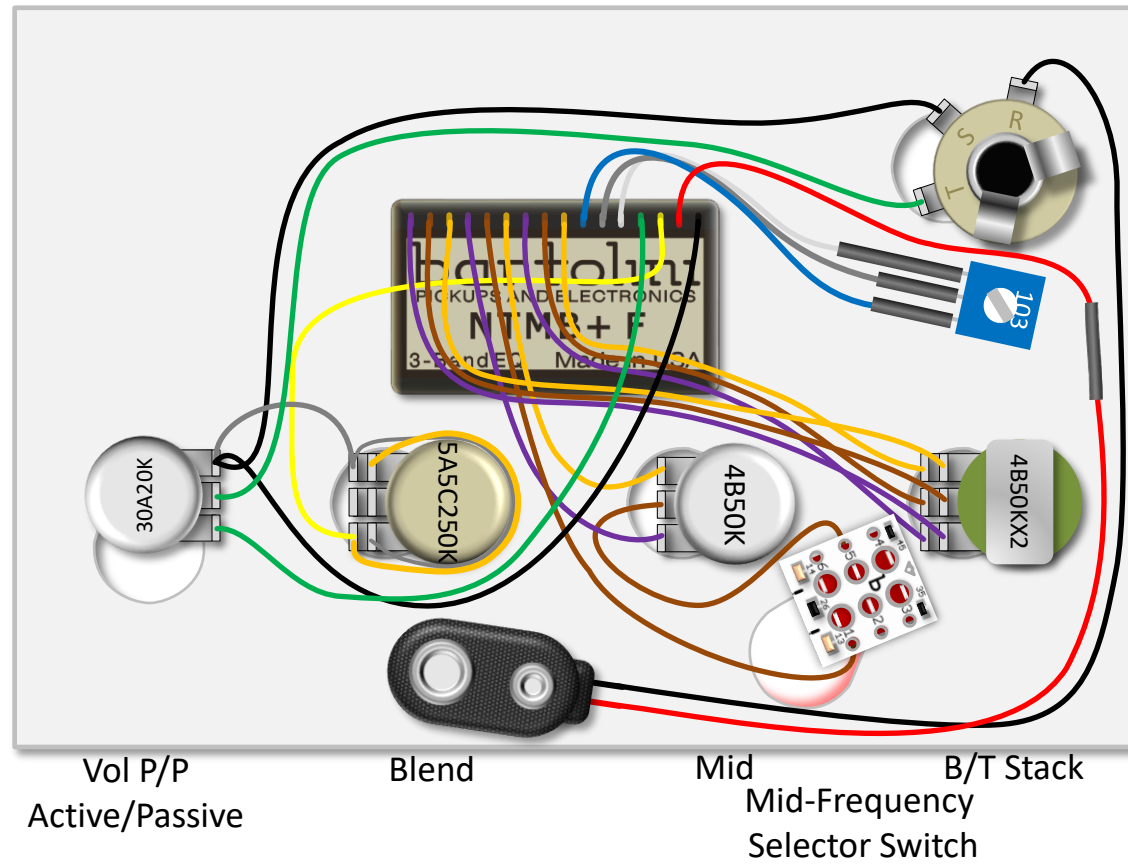 S
R
T
bartolini
PICKUPS AND ELECTRONICS
NTMB+ F
3-Band EQ Made in USA
103
30A20K
5A5C250K
4B50K
4B50KX2
Vol P/P
Active/Passive
Blend
Mid
B/T Stack
Mid-Frequency
Selector Switch